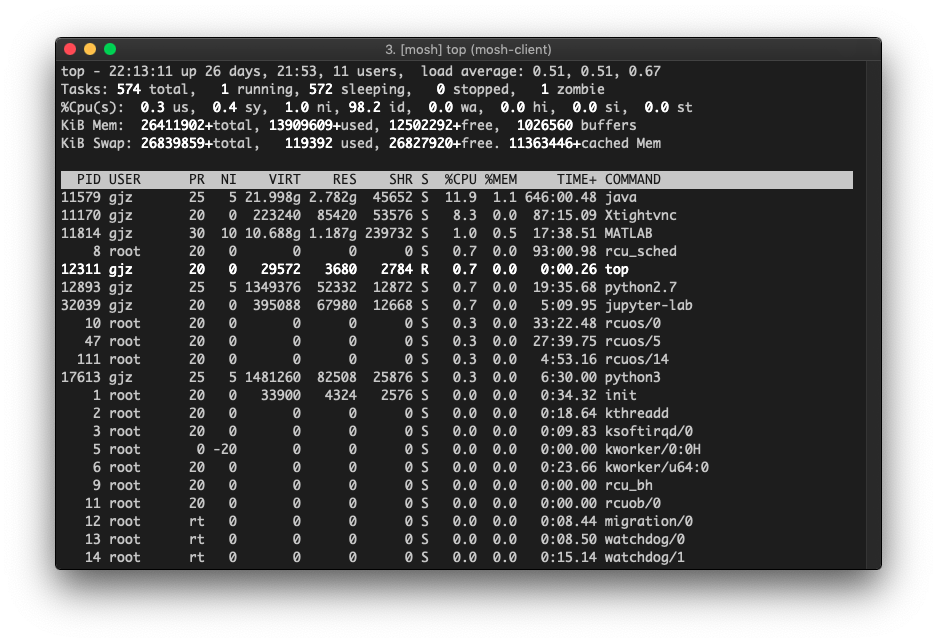 3. [mosh] top (mosh-client)
top - 22:13:11 up 26 days, 21:53, 11 users,  load average: 0.51, 0.51, 0.67
Tasks: 574 total,   1 running, 572 sleeping,   0 stopped,   1 zombie
%Cpu(s):  0.3 us,  0.4 sy,  1.0 ni, 98.2 id,  0.0 wa,  0.0 hi,  0.0 si,  0.0 st
KiB Mem:  26411902+total, 13909609+used, 12502292+free,  1026560 buffers
KiB Swap: 26839859+total,   119392 used, 26827920+free. 11363446+cached Mem
  PID USER      PR  NI    VIRT    RES    SHR S  %CPU %MEM     TIME+ COMMAND
11579 gjz       25   5 21.998g 2.782g  45652 S  11.9  1.1 646:00.48 java
11170 gjz       20   0  223240  85420  53576 S   8.3  0.0  87:15.09 Xtightvnc
11814 gjz       30  10 10.688g 1.187g 239732 S   1.0  0.5  17:38.51 MATLAB
    8 root      20   0       0      0      0 S   0.7  0.0  93:00.98 rcu_sched
12311 gjz       20   0   29572   3680   2784 R   0.7  0.0   0:00.26 top
12893 gjz       25   5 1349376  52332  12872 S   0.7  0.0  19:35.68 python2.7
32039 gjz       20   0  395088  67980  12668 S   0.7  0.0   5:09.95 jupyter-lab
   10 root      20   0       0      0      0 S   0.3  0.0  33:22.48 rcuos/0
   47 root      20   0       0      0      0 S   0.3  0.0  27:39.75 rcuos/5
  111 root      20   0       0      0      0 S   0.3  0.0   4:53.16 rcuos/14
17613 gjz       25   5 1481260  82508  25876 S   0.3  0.0   6:30.00 python3
    1 root      20   0   33900   4324   2576 S   0.0  0.0   0:34.32 init
    2 root      20   0       0      0      0 S   0.0  0.0   0:18.64 kthreadd
    3 root      20   0       0      0      0 S   0.0  0.0   0:09.83 ksoftirqd/0
    5 root       0 -20       0      0      0 S   0.0  0.0   0:00.00 kworker/0:0H
    6 root      20   0       0      0      0 S   0.0  0.0   0:23.66 kworker/u64:0
    9 root      20   0       0      0      0 S   0.0  0.0   0:00.00 rcu_bh
   11 root      20   0       0      0      0 S   0.0  0.0   0:00.00 rcuob/0
   12 root      rt   0       0      0      0 S   0.0  0.0   0:08.44 migration/0
   13 root      rt   0       0      0      0 S   0.0  0.0   0:08.50 watchdog/0
   14 root      rt   0       0      0      0 S   0.0  0.0   0:15.14 watchdog/1